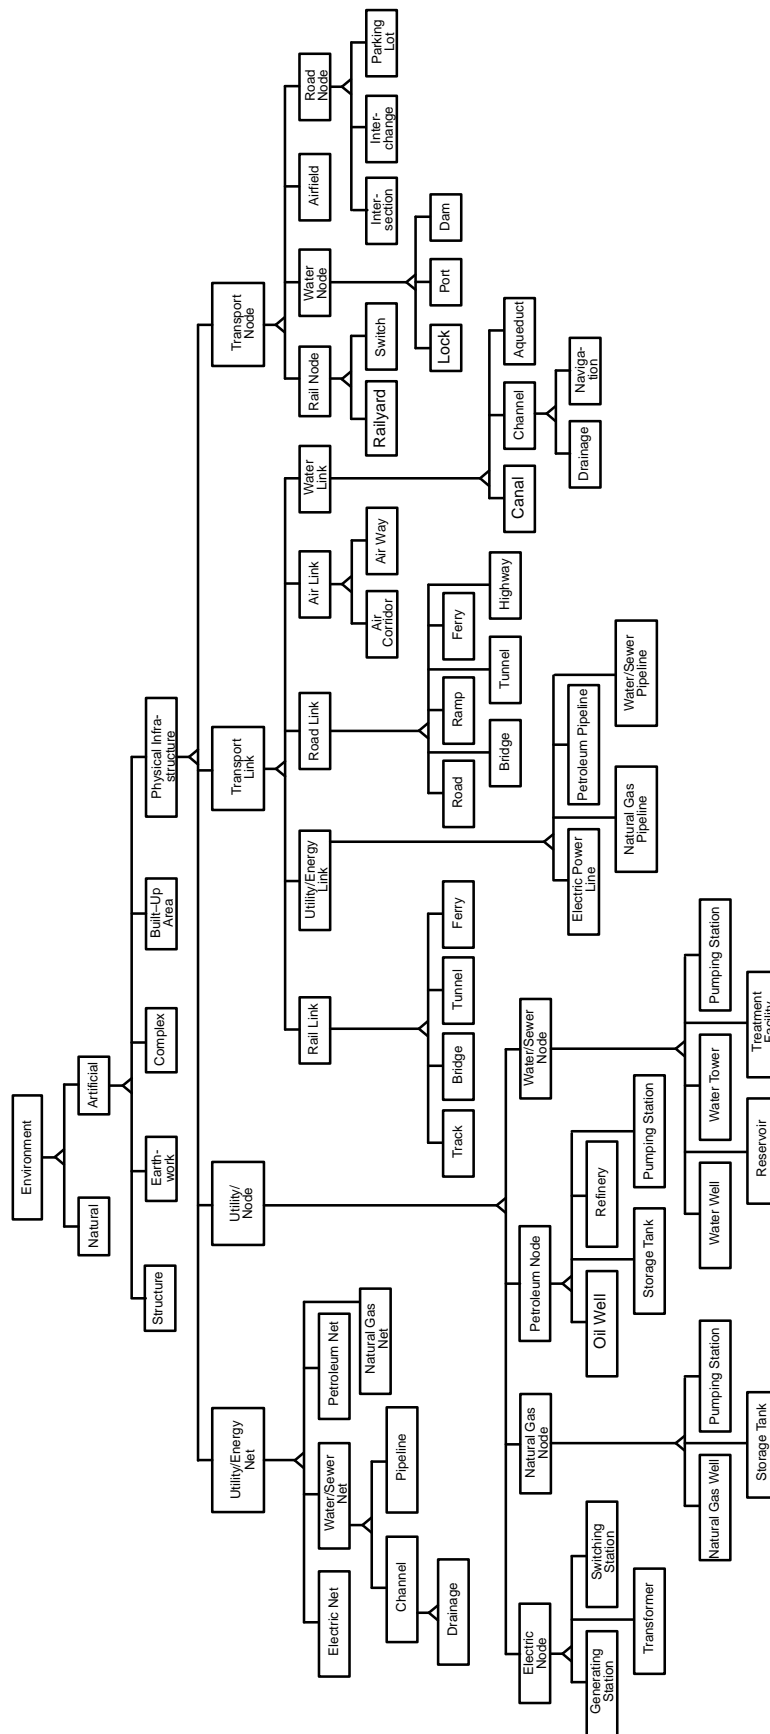 Environment
Natural
Artificial
Structure
Earth-
work
Complex
Built–Up
Area
Physical Infra-
structure
Utility/Energy
Net
Utility/
Node
Transport
Link
Transport
Node
Electric Net
Water/Sewer
Net
Petroleum Net
Natural Gas
Net
Channel
Pipeline
Drainage
Rail Link
Utility/Energy
Link
Road Link
Air Link
Water
Link
Rail Node
Water
Node
Airfield
Road
Node
Track
Bridge
Tunnel
Ferry
Road
Bridge
Ramp
Tunnel
Ferry
Highway
Air
Corridor
Air Way
Railyard
Switch
Inter-
section
Inter-
change
Parking
Lot
Lock
Port
Dam
Canal
Channel
Aqueduct
Drainage
Naviga-
tion
Electric Power
Line
Natural Gas
Pipeline
Petroleum Pipeline
Water/Sewer
Pipeline
Electric
Node
Natural Gas
Node
Petroleum Node
Water/Sewer
Node
Generating
Station
Transformer
Switching
Station
Natural Gas Well
Storage Tank
Pumping Station
Oil Well
Storage Tank
Refinery
Pumping Station
Water Well
Reservoir
Water Tower
Treatment
Facility
Pumping Station